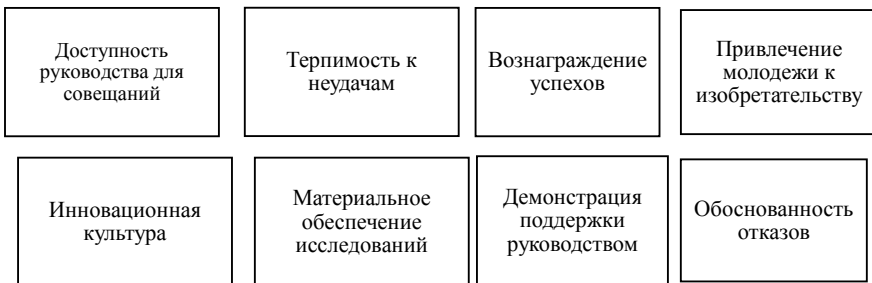 Доступность
руководства для
совещаний
Терпимость к
неудачам
Вознаграждение
успехов
Привлечение
молодежи к
изобретательству
Инновационная
культура
Материальное
обеспечение
исследований
Демонстрация
поддержки
руководством
Обоснованность
отказов